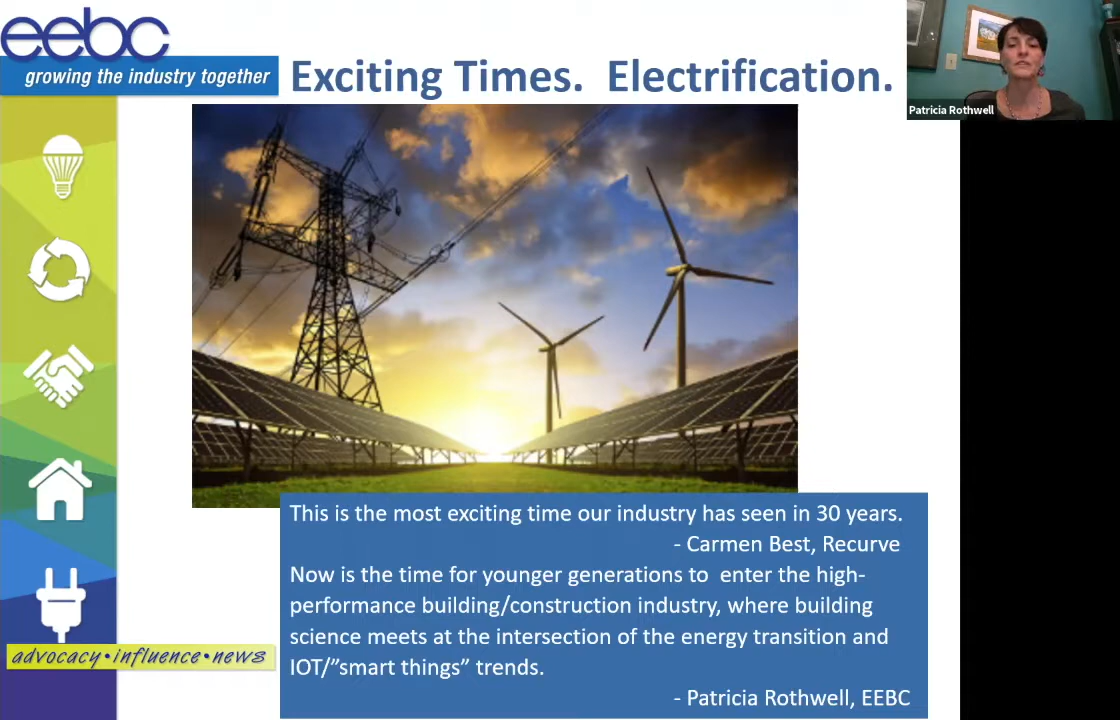 eebc
growing the industry together
Exciting Times.  Electrification.
Patricia Rothwell
This is the most exciting time our industry has seen in 30 years.
- Carmen Best, Recurve
Now is the time for younger generations to  enter the high-
performance building/construction industry, where building
science meets at the intersection of the energy transition and
IOT/”smart things” trends.
- Patricia Rothwell, EEBC
advocacy•influence•news